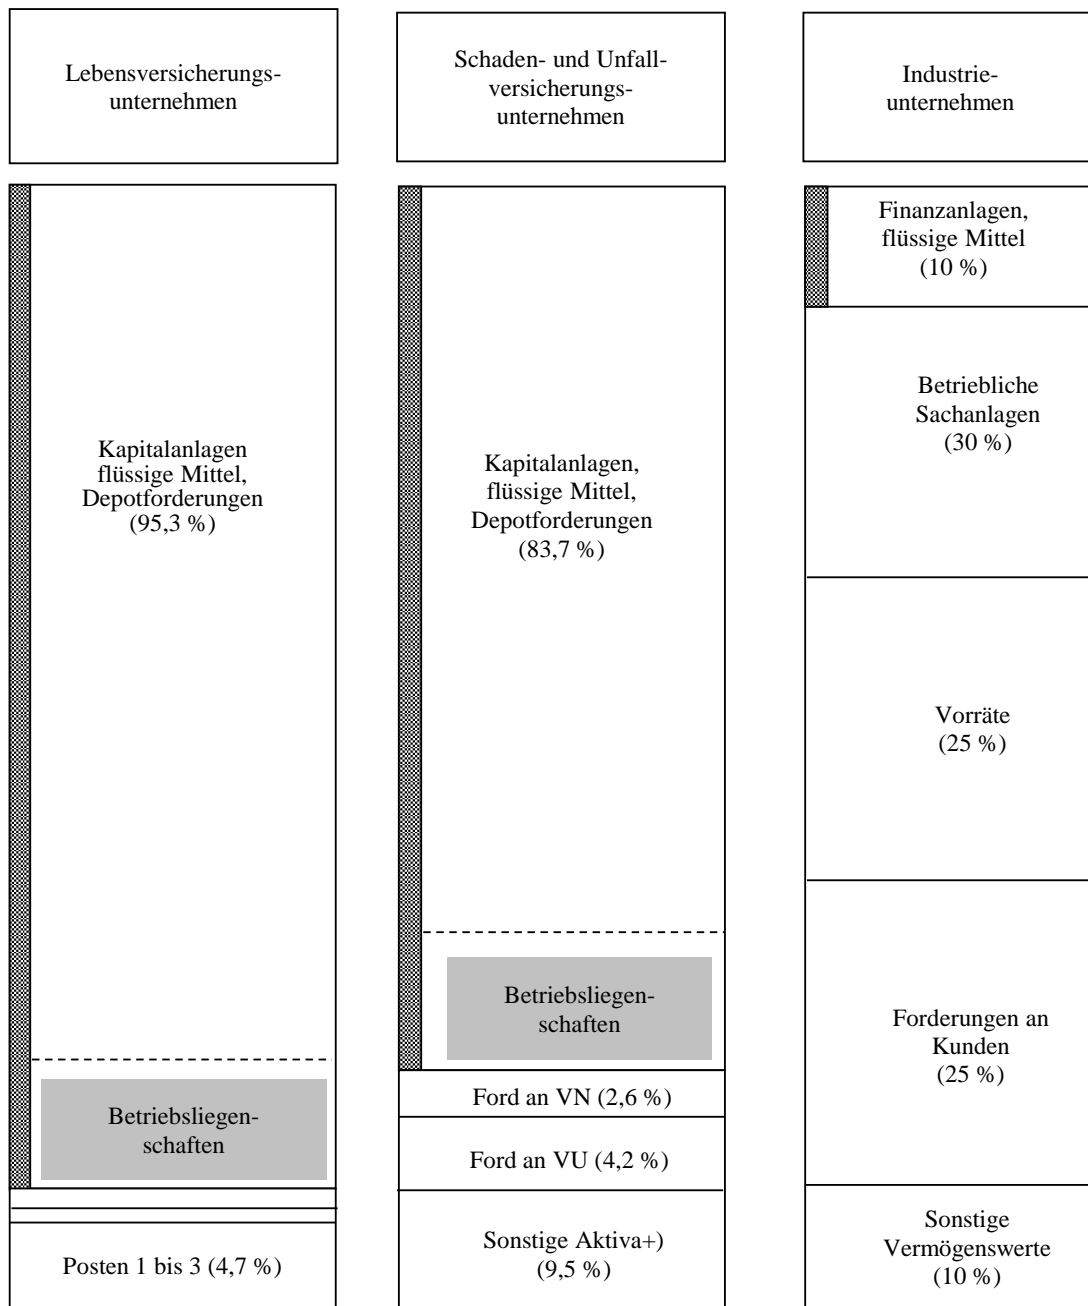 Lebensversicherungs-
unternehmen
Schaden- und Unfall-
versicherungs-
unternehmen
Industrie-
unternehmen
Kapitalanlagen
flüssige Mittel,
Depotforderungen
(95,3 %)
Betriebsliegen-
schaften
Posten 1 bis 3 (4,7 %)
Kapitalanlagen,
flüssige Mittel,
Depotforderungen
(83,7 %)
Betriebsliegen-
schaften
Ford an VN (2,6 %)
Ford an VU (4,2 %)
Sonstige Aktiva+)
(9,5 %)
Finanzanlagen,
flüssige Mittel
(10 %)
Betriebliche
Sachanlagen
(30 %)
Vorräte
(25 %)
Forderungen an
Kunden
(25 %)
Sonstige
Vermögenswerte
(10 %)